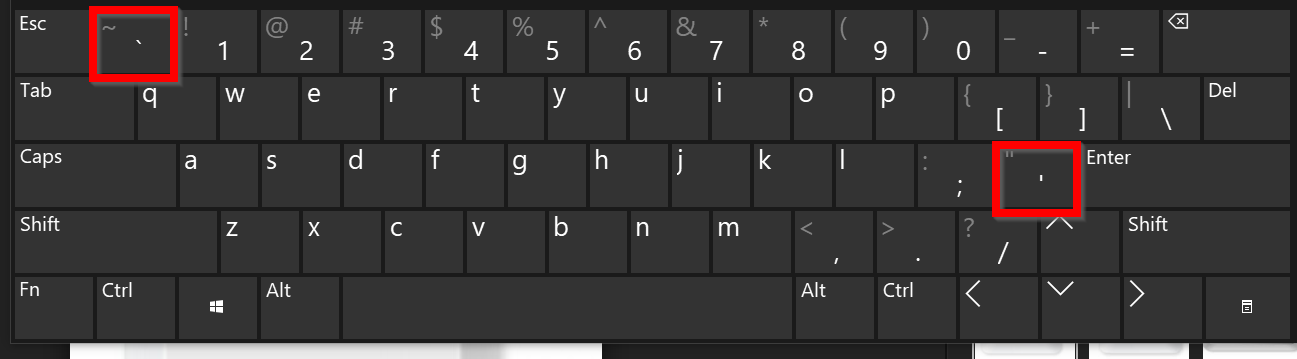 Esc ~ ` ! 1 @ 2 # 3 $ 4 % 5 ^ 6 & 7 * 8 ( 9 ) 0 _ - + =
Tab q w e r t y u i o p { [ } ] | \ Del
Caps a s d f g h j k l : ; " ' Enter
Shift z x c v b n m < , > . ? / Shift
Fn Ctrl Alt Alt Ctrl